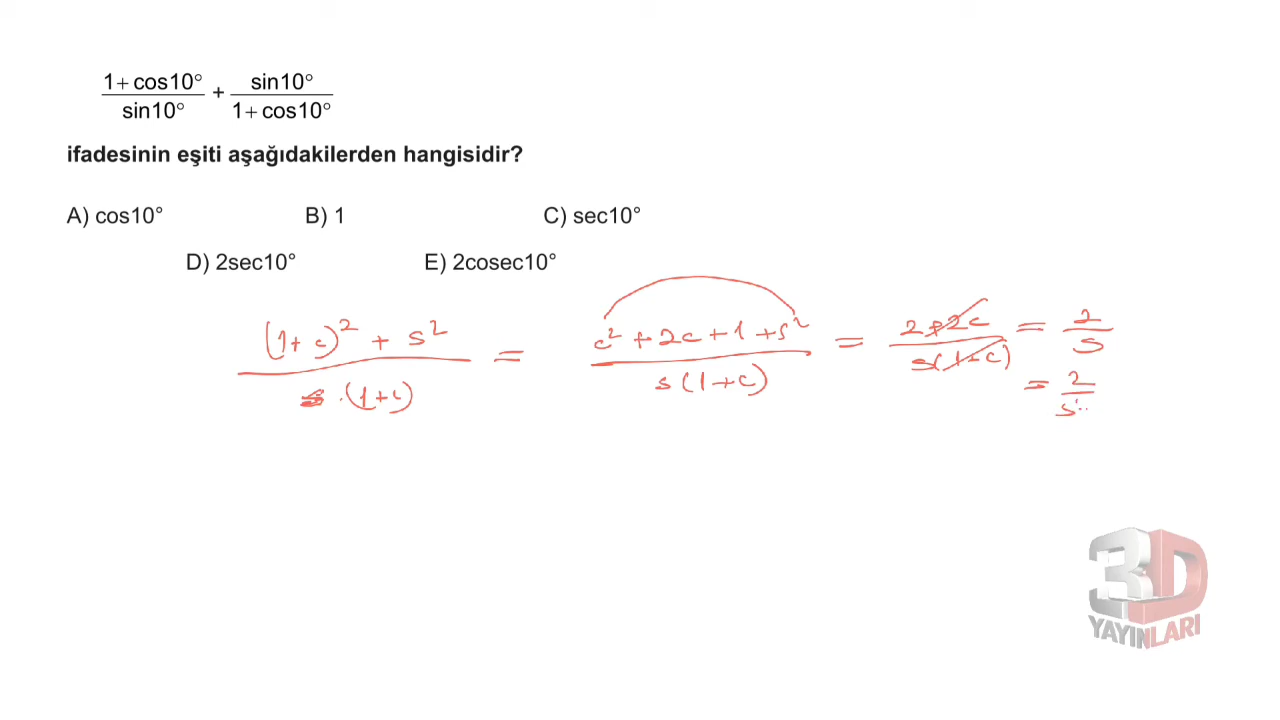 1+ cos10° / sin10° + sin10° / 1+ cos10°
ifadesinin eşiti aşağıdakilerden hangisidir?
A) cos10° B) 1 C) sec10°
D) 2sec10° E) 2cosec10°
(1+c)² + s² / s·(1+c) = c²+2c+1+s² / s(1+c) = 2+2c / s(1+c) = 2/s
= 2/si
3D
YAYINLARI